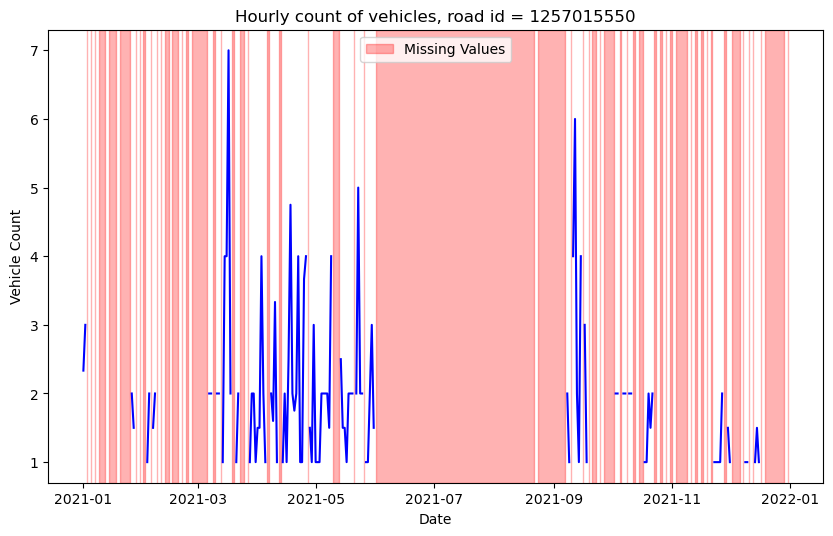 Hourly count of vehicles, road id = 1257015550
Missing Values
7
6
5
4
3
2
1
Vehicle Count
2021-01 2021-03 2021-05 2021-07 2021-09 2021-11 2022-01
Date